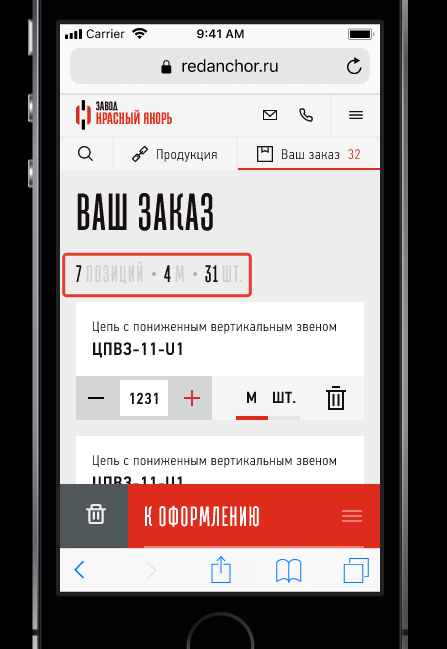 Carrier 9:41 AM
redanchor.ru
ЗАВОД
КРАСНЫЙ ЯКОРЬ
Продукция Ваш заказ 32
ВАШ ЗАКАЗ
7 ПОЗИЦИЙ • 4 М • 31 ШТ.
Цепь с пониженным вертикальным звеном
ЦПВЗ-11-U1
1231 М ШТ.
Цепь с пониженным вертикальным звеном
ЦПВЗ-11-U1
К ОФОРМЛЕНИЮ